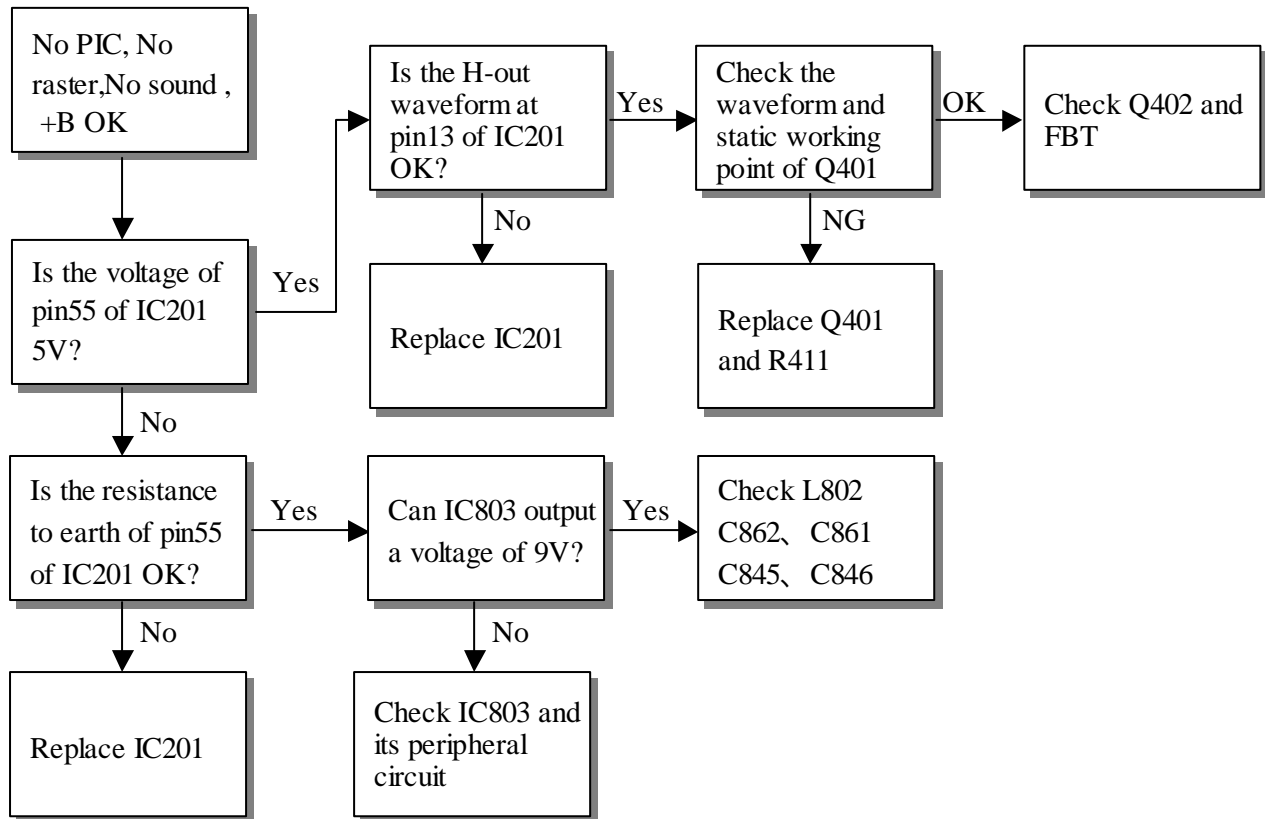 No PIC, No
raster,No sound ,
+B OK
Is the H-out
waveform at
pin13 of IC201
OK?
Yes
Check the
waveform and
static working
point of Q401
OK
Check Q402 and
FBT
No
NG
Is the voltage of
pin55 of IC201
5V?
Yes
Replace IC201
Replace Q401
and R411
No
Is the resistance
to earth of pin55
of IC201 OK?
Yes
Can IC803 output
a voltage of 9V?
Yes
Check L802
C862、C861
C845、C846
No
No
Replace IC201
Check IC803 and
its peripheral
circuit